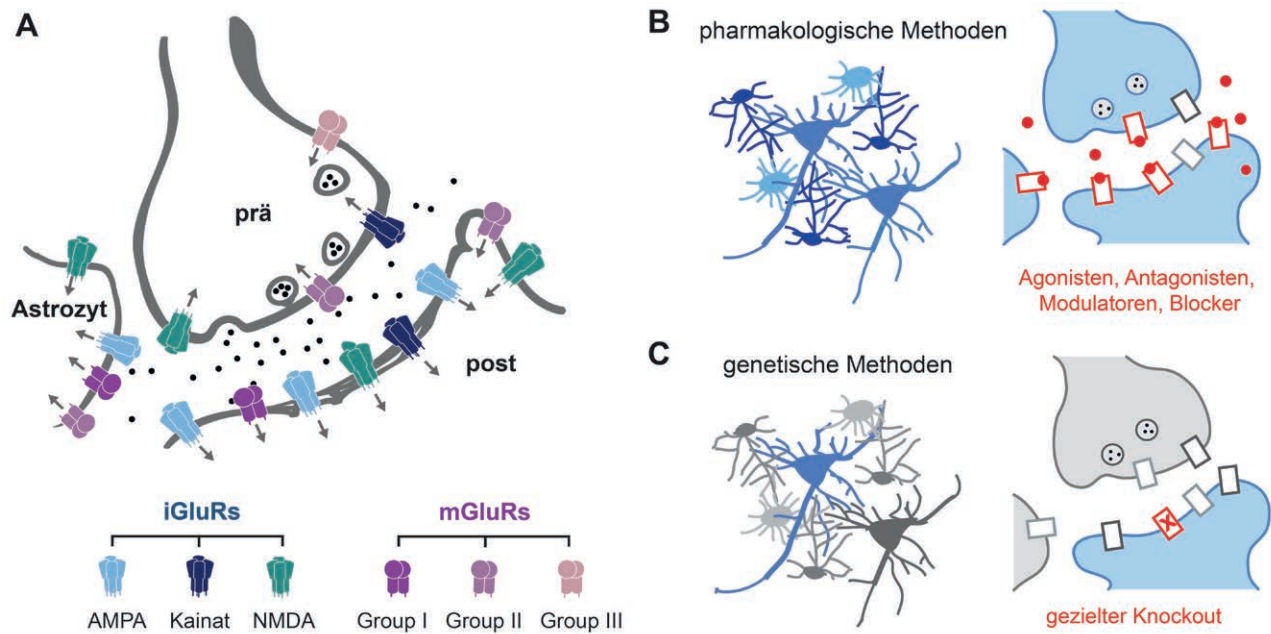 A
prä
Astrozyt
post
iGluRs
mGluRs
AMPA
Kainat
NMDA
Group I
Group II
Group III
B
pharmakologische Methoden
Agonisten, Antagonisten,
Modulatoren, Blocker
C
genetische Methoden
gezielter Knockout